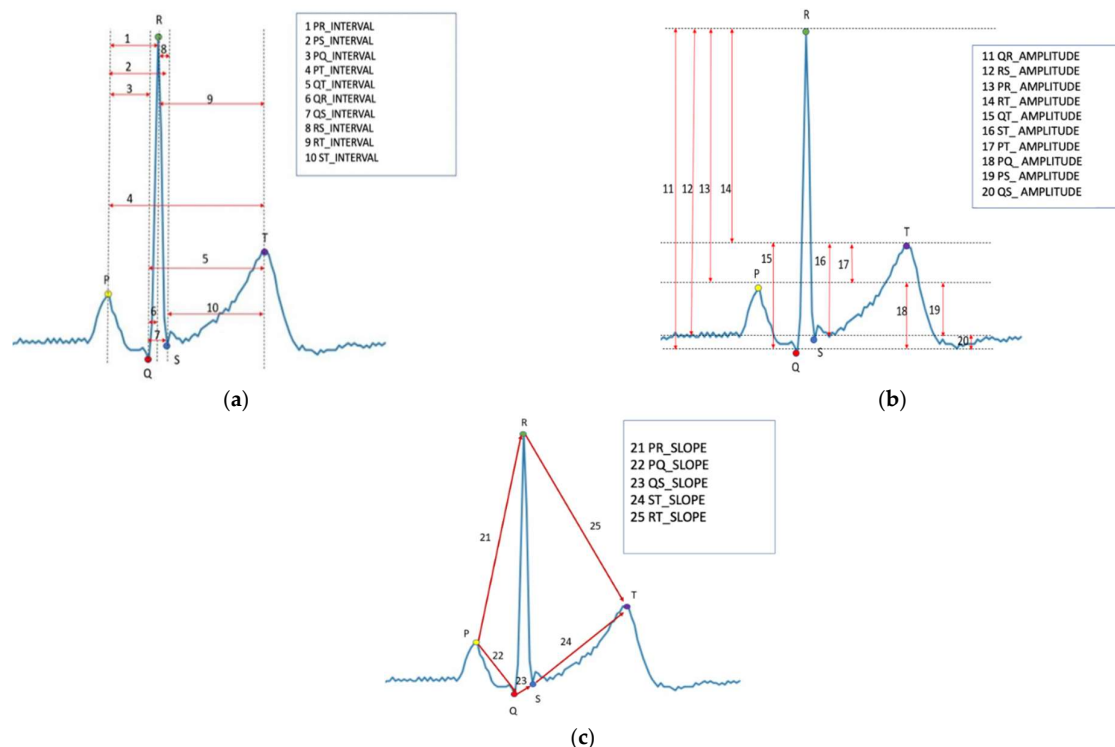 R
1
8
2
3
9
4
T
5
P
10
6
7
S
Q
1 PR_INTERVAL
2 PS_INTERVAL
3 PQ_INTERVAL
4 PT_INTERVAL
5 QT_INTERVAL
6 QR_INTERVAL
7 QS_INTERVAL
8 RS_INTERVAL
9 RT_INTERVAL
10 ST_INTERVAL
(a)
R
11
12
13
14
T
15
16
17
P
18
19
20
S
Q
11 QR_AMPLITUDE
12 RS_ AMPLITUDE
13 PR_ AMPLITUDE
14 RT_ AMPLITUDE
15 QT_ AMPLITUDE
16 ST_ AMPLITUDE
17 PT_ AMPLITUDE
18 PQ_ AMPLITUDE
19 PS_ AMPLITUDE
20 QS_ AMPLITUDE
(b)
R
21
25
T
P
22
24
23
S
Q
21 PR_SLOPE
22 PQ_SLOPE
23 QS_SLOPE
24 ST_SLOPE
25 RT_SLOPE
(c)